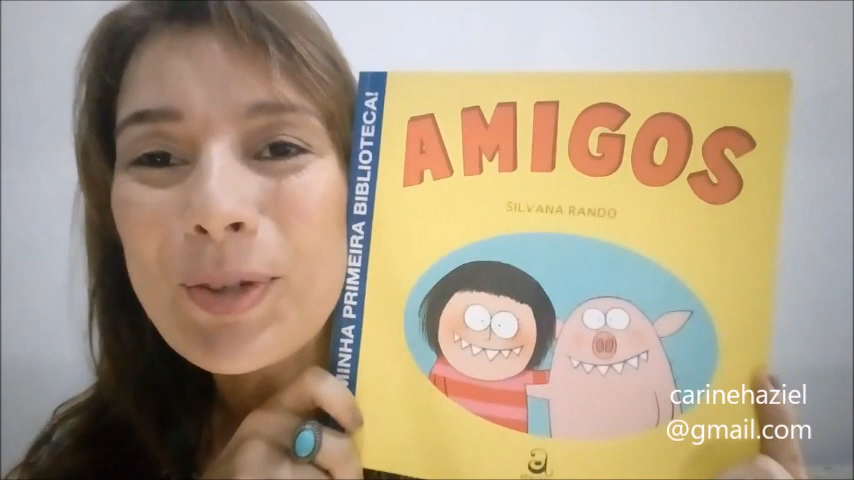 MINHA PRIMEIRA BIBLIOTECA!
AMIGOS
SILVANA RANDO
a
carinehaziel
@gmail.com